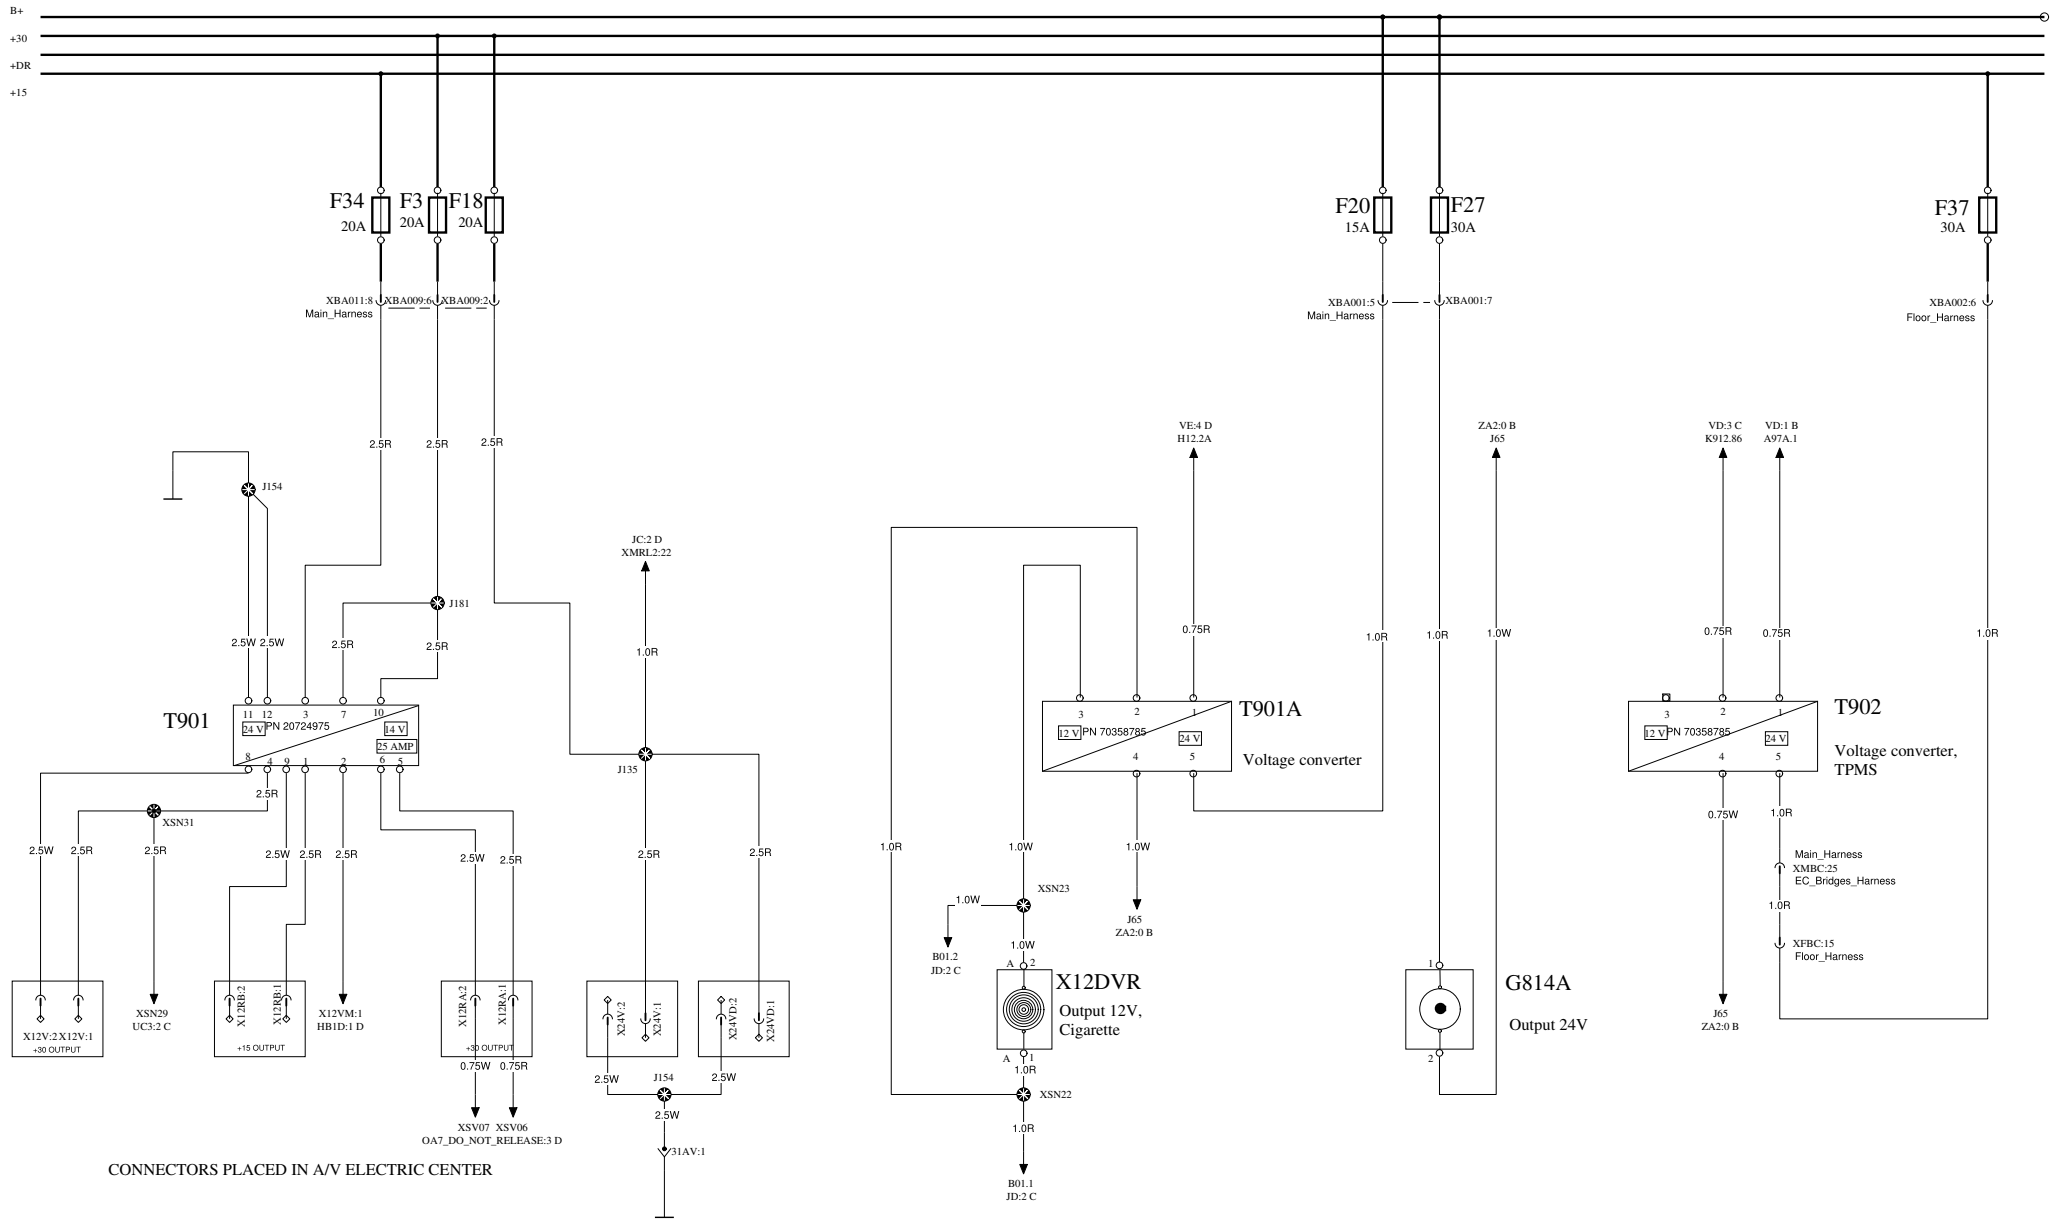 B+
+30
+DR
+15
F34
20A
F3
20A
F18
20A
F20
15A
F27
30A
F37
30A
XBA011:8
XBA009:6
XBA009:2
Main_Harness
XBA001:5
XBA001:7
Main_Harness
XBA002:6
Floor_Harness
2.5R
2.5R
2.5R
VE:4 D
H12.2A
ZA2:0 B
J65
VD:3 C
K912.86
VD:1 B
A97A.1
J154
JC:2 D
XMRL2:22
J181
2.5W
2.5W
2.5R
2.5R
1.0R
0.75R
1.0R
1.0R
1.0W
0.75R
0.75R
1.0R
T901
11
12
3
7
10
24 V
PN 20724975
14 V
25 AMP
8
4
9
1
2
6
5
J135
3
2
1
12 V
PN 70358785
24 V
4
5
T901A
Voltage converter
3
2
1
12 V
PN 70358785
24 V
4
5
T902
Voltage converter,
TPMS
2.5R
XSN31
2.5W
2.5R
2.5R
2.5W
2.5R
2.5R
2.5W
2.5R
2.5R
2.5R
1.0R
1.0W
1.0W
0.75W
1.0R
Main_Harness
XMBC:25
EC_Bridges_Harness
1.0R
XSN23
1.0W
J65
ZA2:0 B
1.0W
B01.2
JD:2 C
XFBC:15
Floor_Harness
A
2
X12DVR
Output 12V,
Cigarette
A
1
1.0R
XSN22
1.0R
B01.1
JD:2 C
1
G814A
Output 24V
2
J65
ZA2:0 B
X12V:2
X12V:1
+30 OUTPUT
XSN29
UC3:2 C
X12RB:2
X12RB:1
+15 OUTPUT
X12VM:1
HB1D:1 D
X12RA:2
X12RA:1
+30 OUTPUT
0.75W
0.75R
XSV07
XSV06
OA7_DO_NOT_RELEASE:3 D
X24V:2
X24V:1
X24VD:2
X24VD:1
2.5W
J154
2.5W
2.5W
31AV:1
CONNECTORS PLACED IN A/V ELECTRIC CENTER